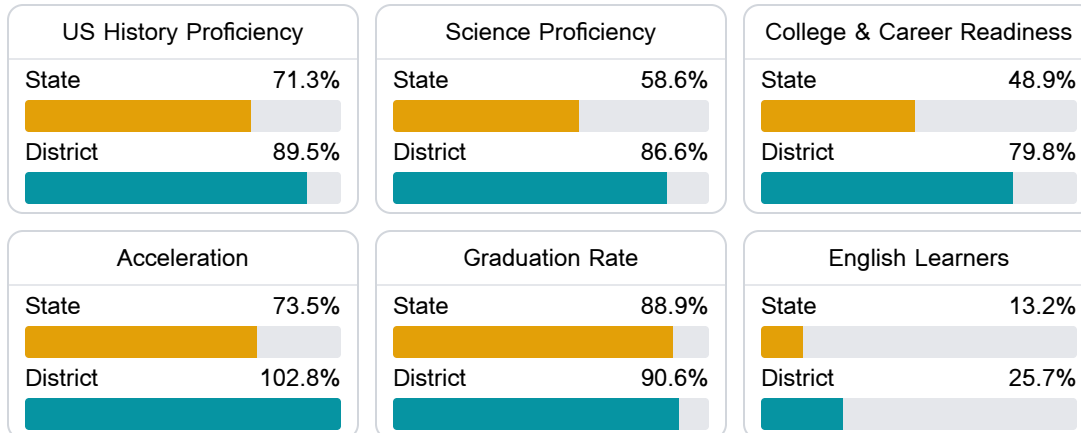 US History Proficiency
State 71.3%
District 89.5%
Science Proficiency
State 58.6%
District 86.6%
College & Career Readiness
State 48.9%
District 79.8%
Acceleration
State 73.5%
District 102.8%
Graduation Rate
State 88.9%
District 90.6%
English Learners
State 13.2%
District 25.7%